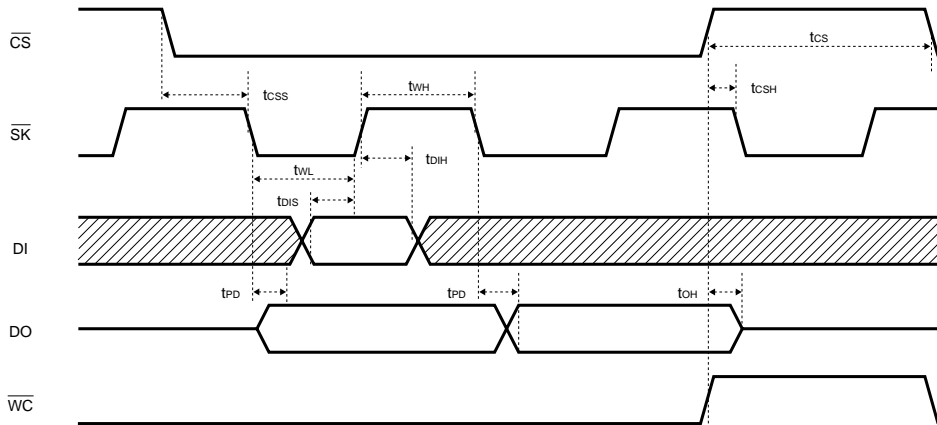 CS
tCS
tCSS
tWH
tCSH
SK
tWL
tDIH
tDIS
DI
tPD
tPD
tOH
DO
WC